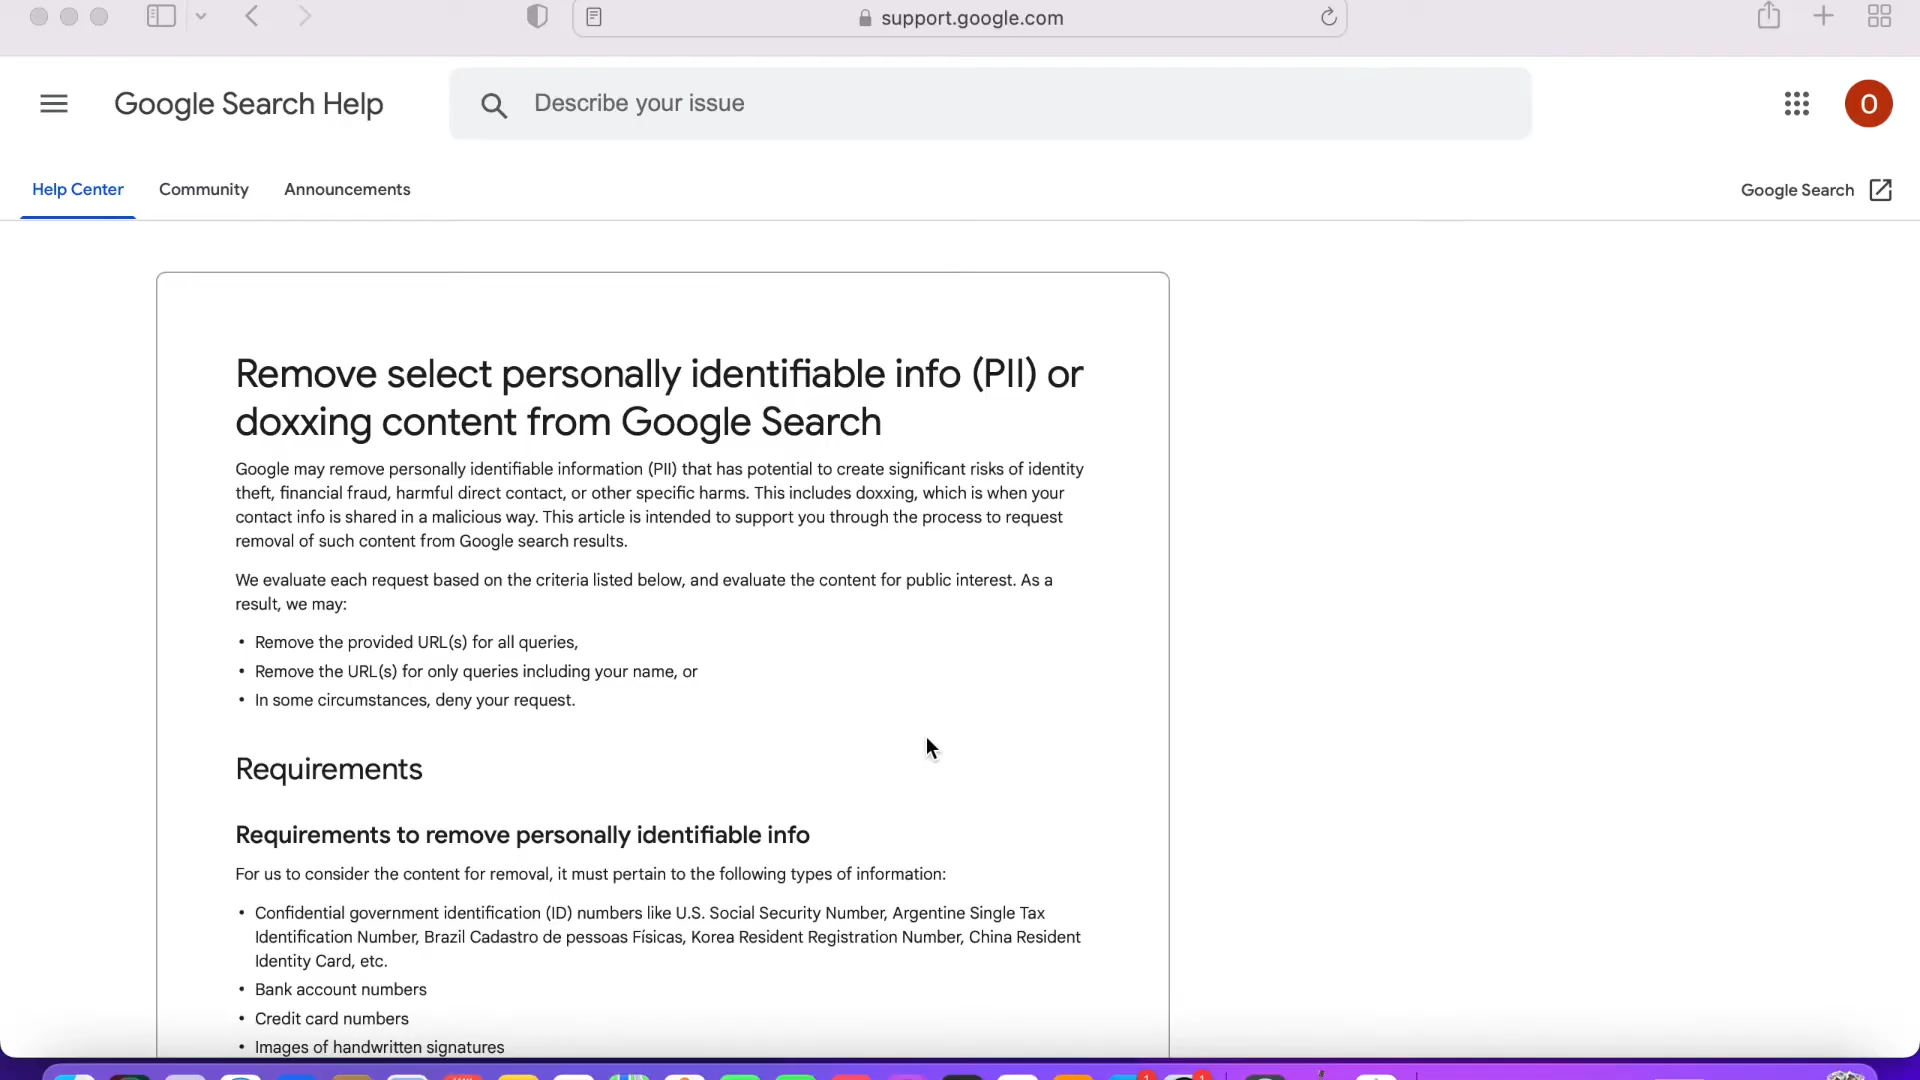 support.google.com
Google Search Help
Describe your issue
O
Help Center
Community
Announcements
Google Search
Remove select personally identifiable info (PII) or
doxxing content from Google Search
Google may remove personally identifiable information (PII) that has potential to create significant risks of identity
theft, financial fraud, harmful direct contact, or other specific harms. This includes doxxing, which is when your
contact info is shared in a malicious way. This article is intended to support you through the process to request
removal of such content from Google search results.
We evaluate each request based on the criteria listed below, and evaluate the content for public interest. As a
result, we may:
• Remove the provided URL(s) for all queries,
• Remove the URL(s) for only queries including your name, or
• In some circumstances, deny your request.
Requirements
Requirements to remove personally identifiable info
For us to consider the content for removal, it must pertain to the following types of information:
• Confidential government identification (ID) numbers like U.S. Social Security Number, Argentine Single Tax
Identification Number, Brazil Cadastro de pessoas Físicas, Korea Resident Registration Number, China Resident
Identity Card, etc.
• Bank account numbers
• Credit card numbers
• Images of handwritten signatures
1
1